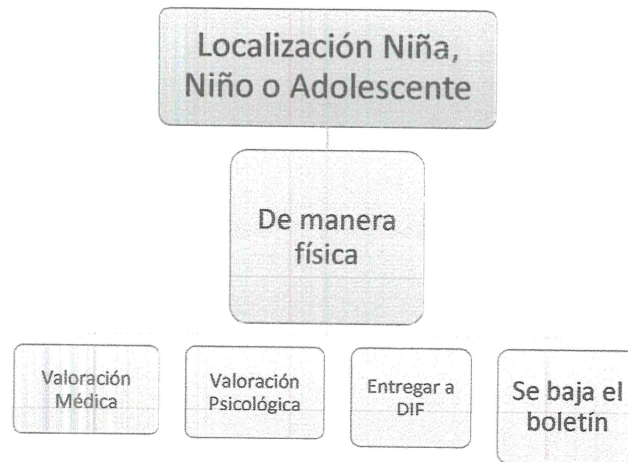 Localización Niña,
Niño o Adolescente
De manera
física
Valoración
Médica
Valoración
Psicológica
Entregar a
DIF
Se baja el
boletín